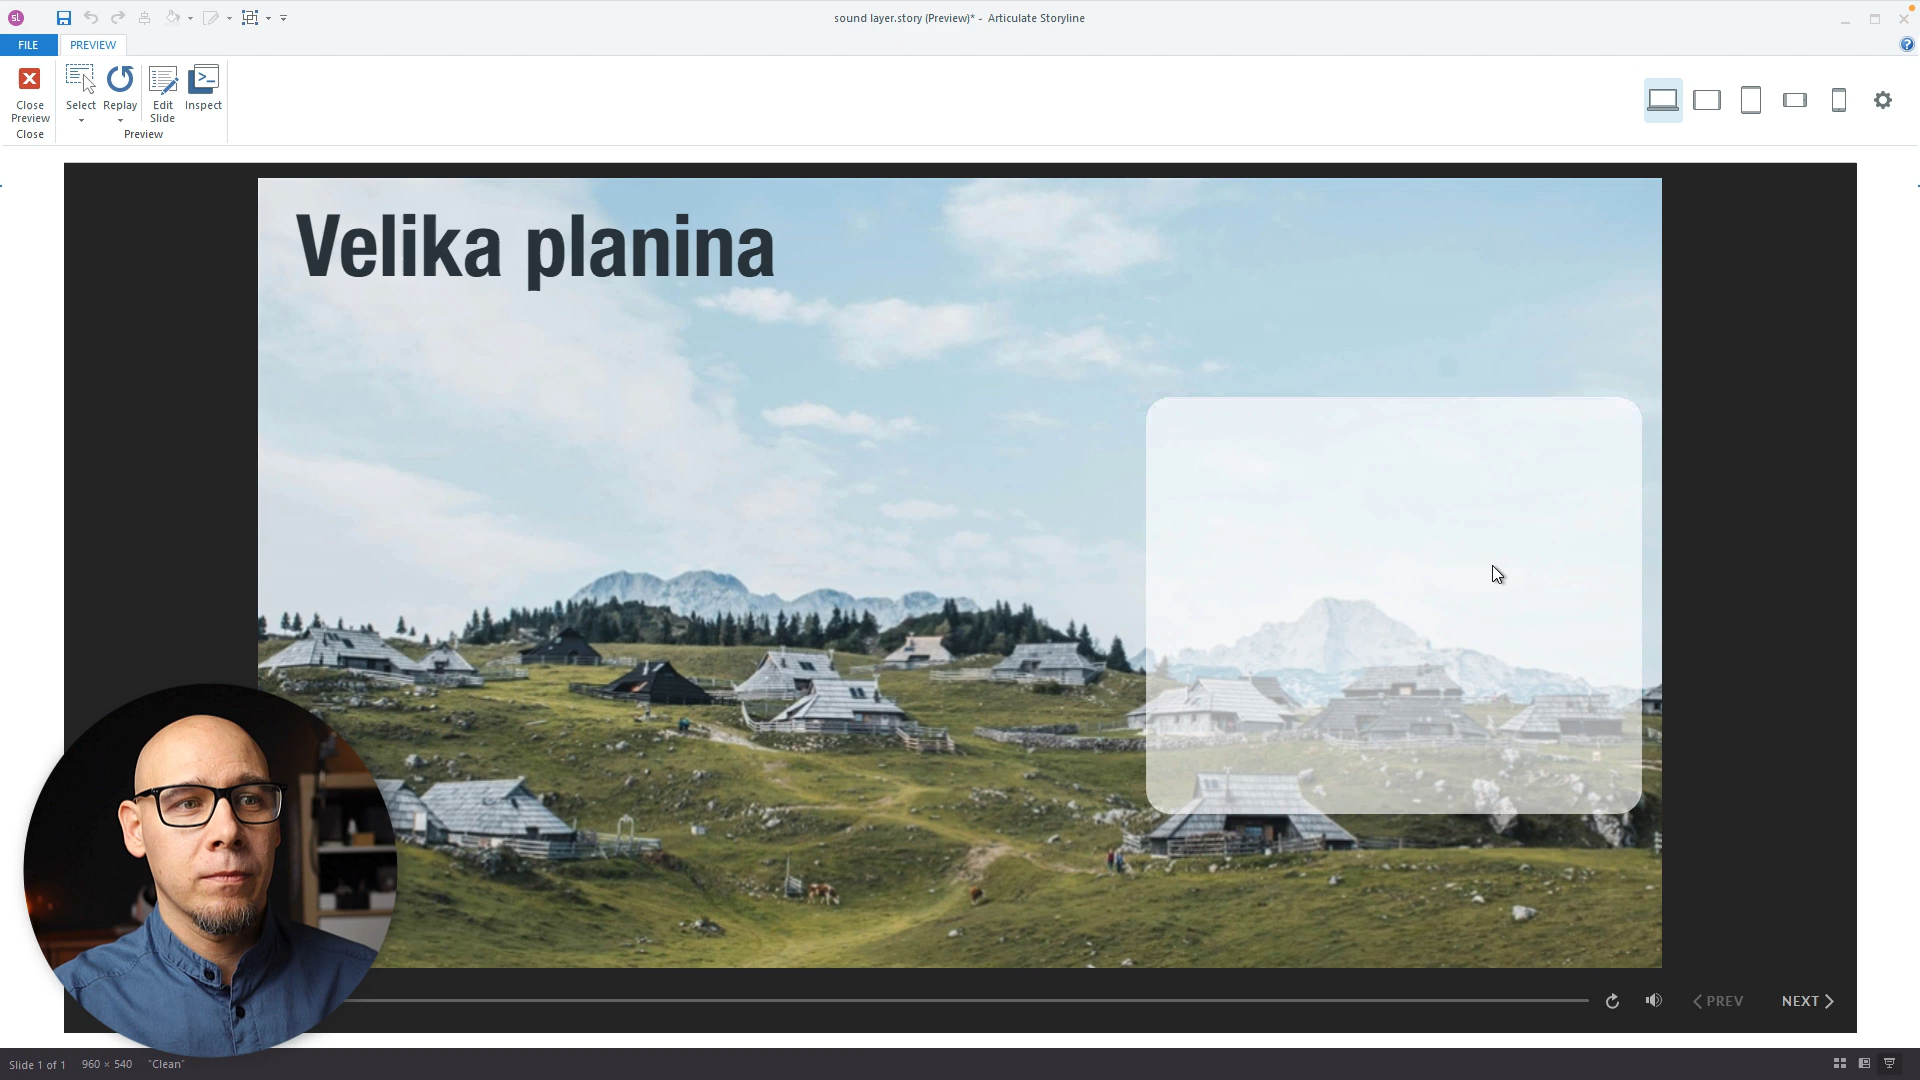 sl
sound layer.story (Preview)* - Articulate Storyline
FILE
PREVIEW
?
Close
Preview
Select
Replay
Edit
Slide
Inspect
Close
Preview
Velika planina
PREV
NEXT
Slide 1 of 1
960 × 540
"Clean"